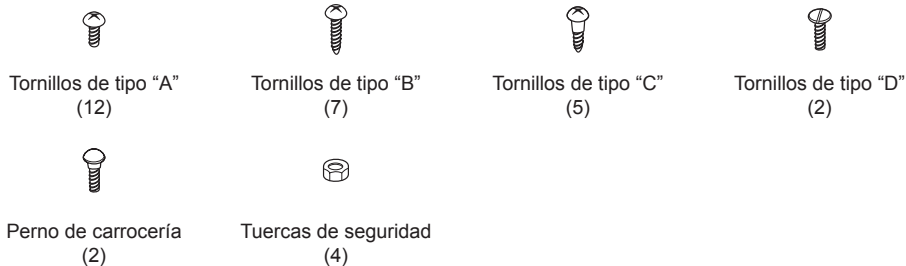 Tornillos de tipo “A”
(12)
Tornillos de tipo “B”
(7)
Tornillos de tipo “C”
(5)
Tornillos de tipo “D”
(2)
Perno de carrocería
(2)
Tuercas de seguridad
(4)